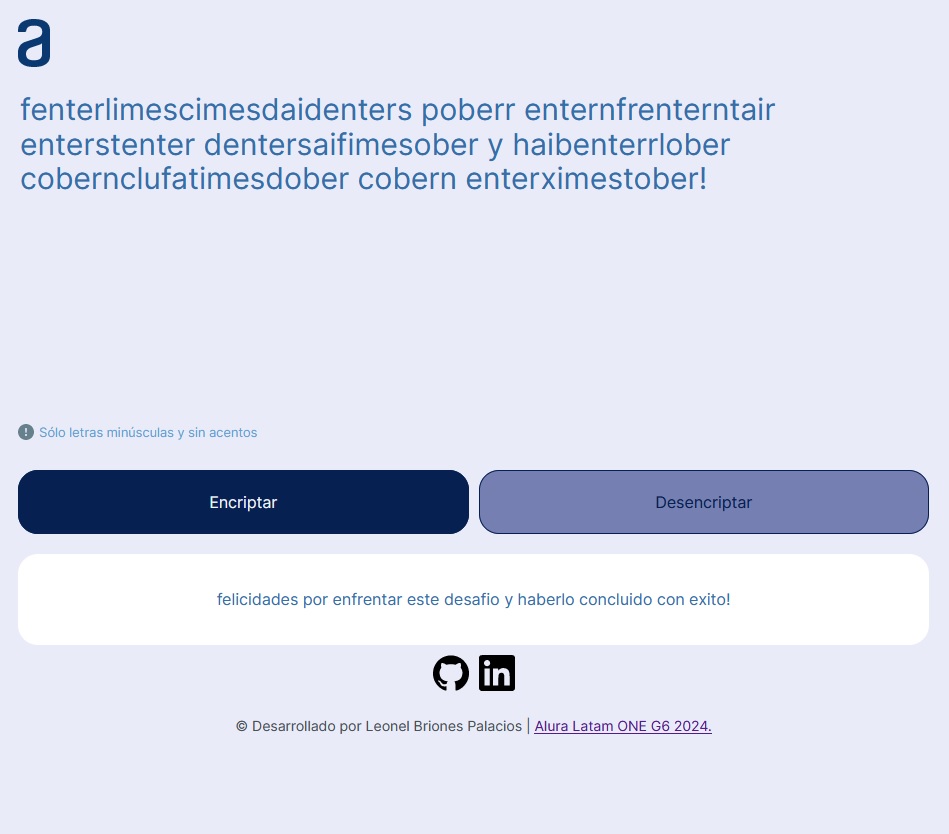 a
fenterlimescimesdaidenters poberr enternfrenterntair
enterstenter dentersaifimesober y haibenterrlober
cobernclufatimesdober cobern enterximestober!
Sólo letras minúsculas y sin acentos
Encriptar
Desencriptar
felicidades por enfrentar este desafio y haberlo concluido con exito!
© Desarrollado por Leonel Briones Palacios | Alura Latam ONE G6 2024.